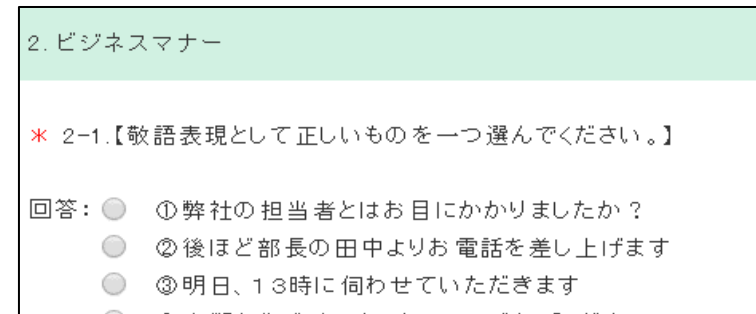 2.ビジネスマナー
* 2-1.【敬語表現として正しいものを一つ選んでください。】
回答: ①弊社の担当者とはお目にかかりましたか？
②後ほど部長の田中よりお電話を差し上げます
③明日、１３時に伺わせていただきます